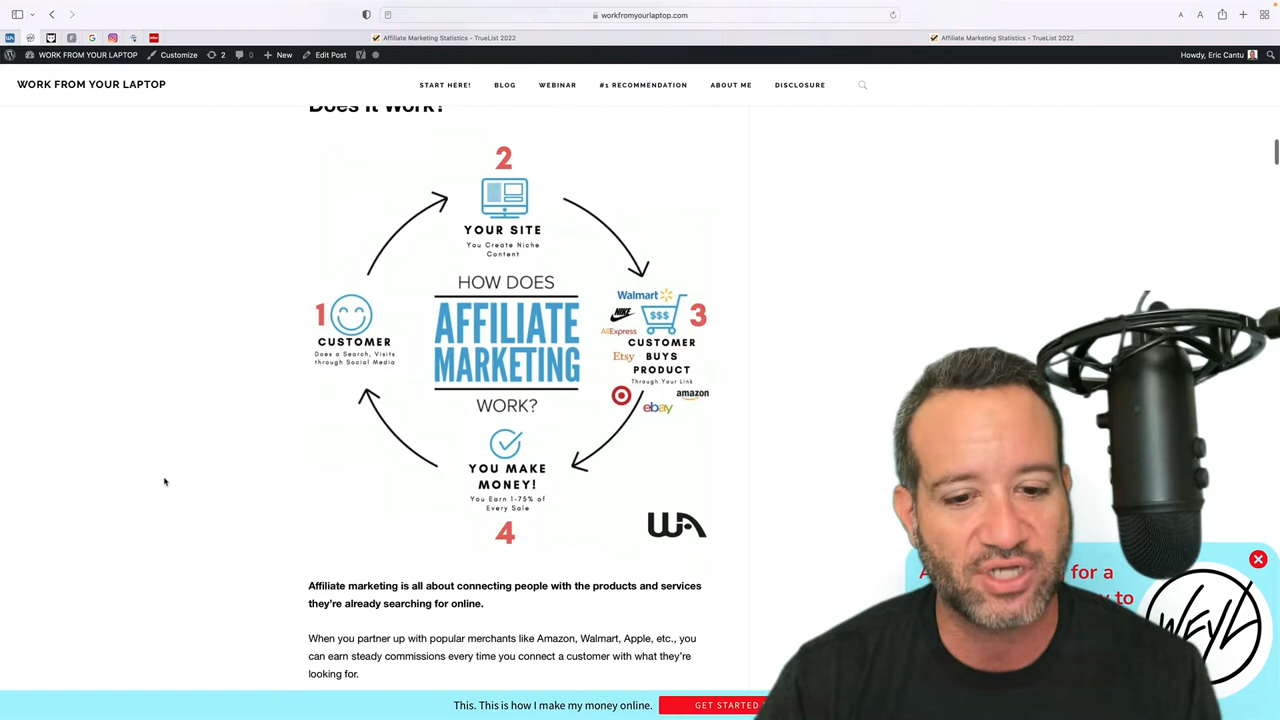 workfromyourlaptop.com
Affiliate Marketing Statistics - TrueList 2022
Affiliate Marketing Statistics - TrueList 2022
WORK FROM YOUR LAPTOP
Customize
2
0
New
Edit Post
Howdy, Eric Cantu
WORK FROM YOUR LAPTOP
START HERE!
BLOG
WEBINAR
#1 RECOMMENDATION
ABOUT ME
DISCLOSURE
Does It Work?
2
YOUR SITE
You Create Niche
Content
HOW DOES
AFFILIATE
MARKETING
WORK?
1
CUSTOMER
Does a Search, Visits
through Social Media
Walmart
NIKE
AliExpress
$$$
3
CUSTOMER
BUYS
PRODUCT
Etsy
Through Your Link
amazon
ebay
YOU MAKE
MONEY!
You Earn 1-75% of
Every Sale
4
WA
Affiliate marketing is all about connecting people with the products and services
they're already searching for online.
When you partner up with popular merchants like Amazon, Walmart, Apple, etc., you
can earn steady commissions every time you connect a customer with what they're
looking for.
for a
to
WFYL
This. This is how I make my money online.
GET STARTED